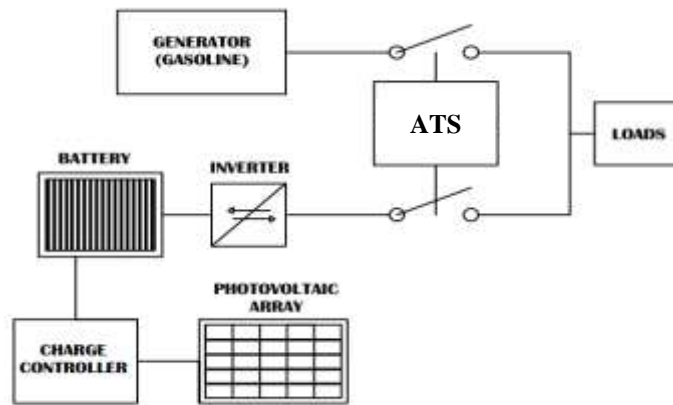 GENERATOR
(GASOLINE)
ATS
LOADS
BATTERY
INVERTER
PHOTOVOLTAIC
ARRAY
CHARGE
CONTROLLER